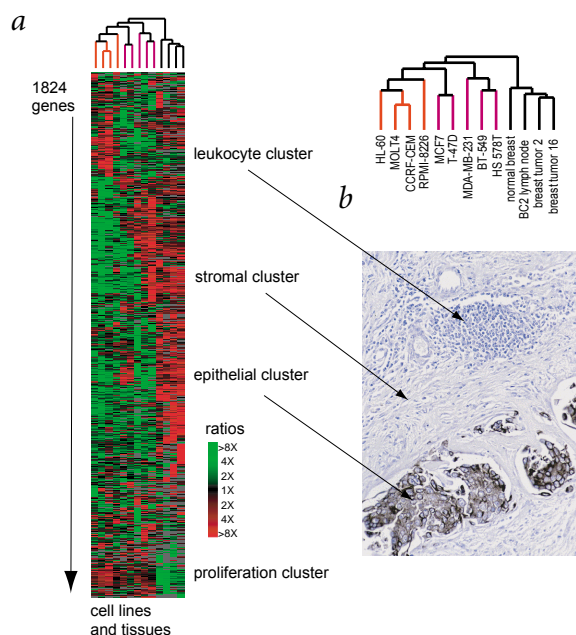 a
1824
genes
leukocyte cluster
stromal cluster
epithelial cluster
ratios
>8X
4X
2X
1X
2X
4X
>8X
proliferation cluster
cell lines
and tissues
HL-60
MOLT4
CCRF-CEM
RPMI-8226
MCF7
T-47D
MDA-MB-231
BT-549
HS 578T
normal breast
BC2 lymph node
breast tumor 2
breast tumor 16
b